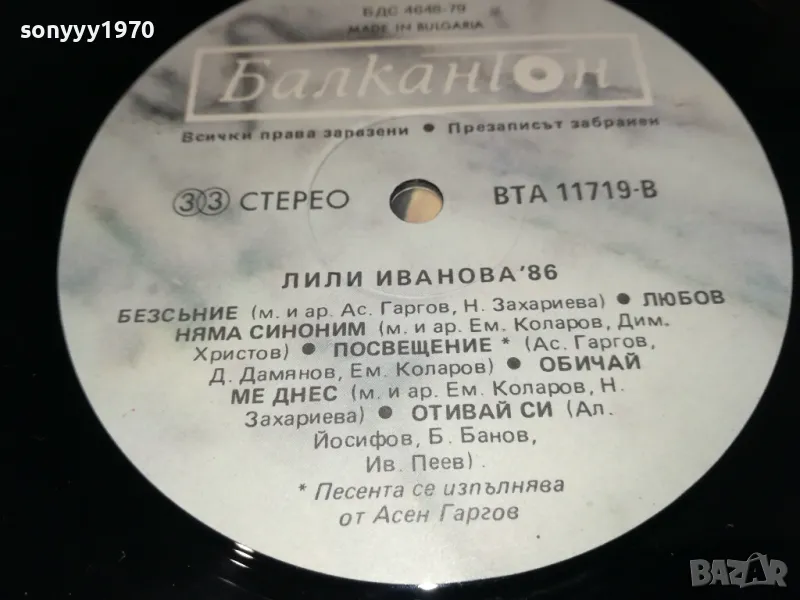 sonyyy1970
БДС 4648-79
MADE IN BULGARIA
Балкантон
Всички права запазени ● Презаписът забранен
33 СТЕРЕО
ВТА 11719-В
ЛИЛИ ИВАНОВА'86
БЕЗСЪНИЕ (м. и ар. Ас. Гаргов, Н. Захариева) ● ЛЮБОВ
НЯМА СИНОНИМ (м. и ар. Ем. Коларов, Дим.
Христов) ● ПОСВЕЩЕНИЕ * (Ас. Гаргов,
Д. Дамянов, Ем. Коларов) ● ОБИЧАЙ
МЕ ДНЕС (м. и ар. Ем. Коларов, Н.
Захариева) ● ОТИВАЙ СИ (Ал.
Йосифов, Б. Банов,
Ив. Пеев)
* Песента се изпълнява
от Асен Гаргов
BAZAR